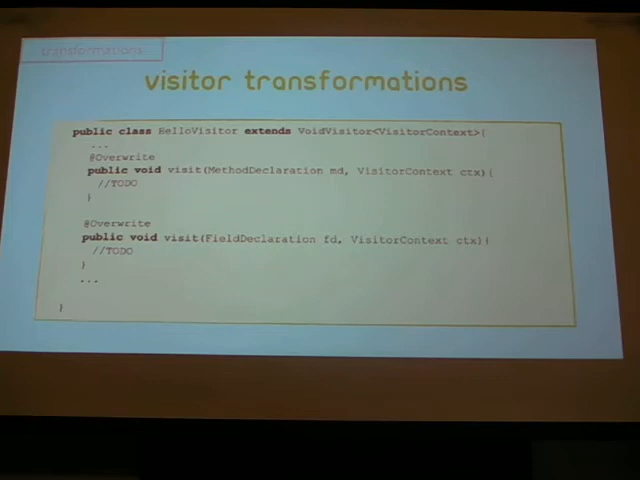 transformations
visitor transformations
public class HelloVisitor extends VoidVisitor<VisitorContext>{
...
@Overwrite
public void visit(MethodDeclaration md, VisitorContext ctx){
//TODO
}
@Overwrite
public void visit(FieldDeclaration fd, VisitorContext ctx){
//TODO
}
...
}